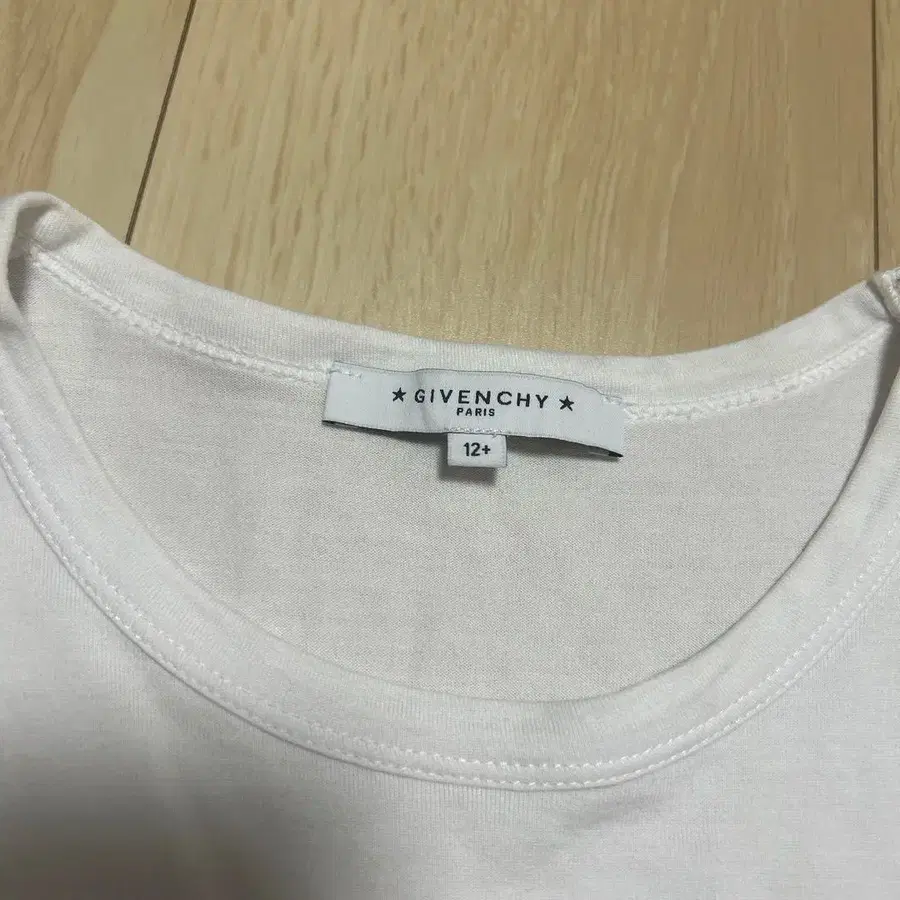 ★ GIVENCHY ★
PARIS
12+